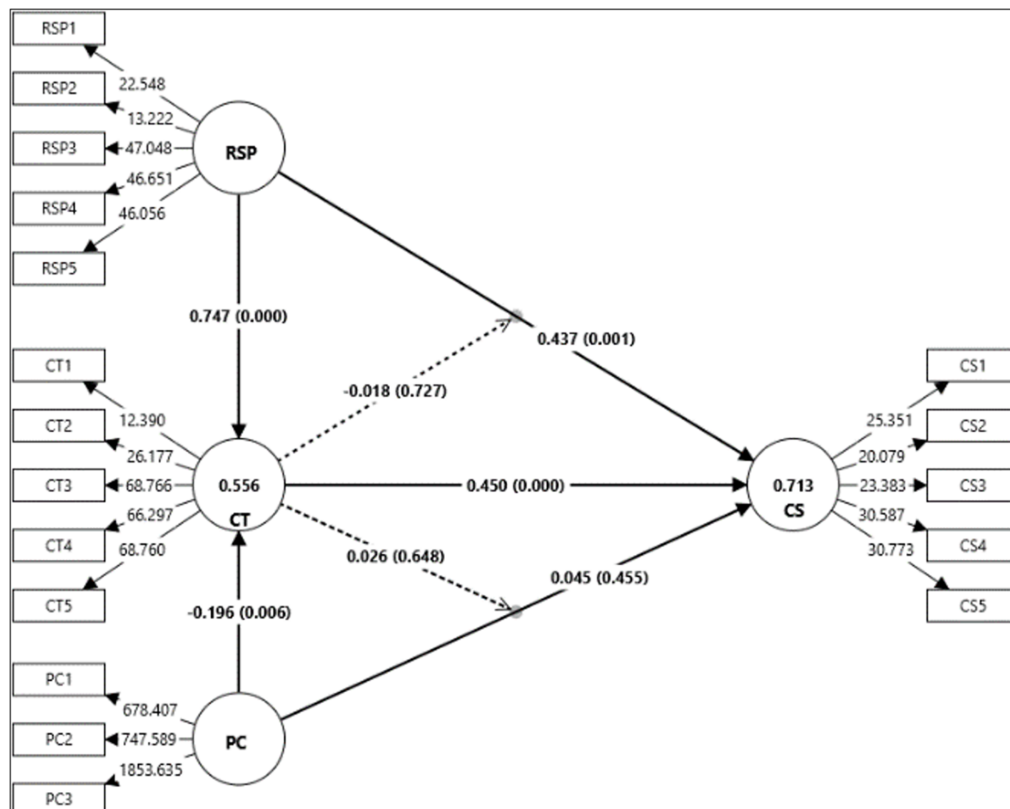 RSP1
22.548
RSP2
13.222
RSP3
47.048
RSP
RSP4
46.651
46.056
RSP5
0.747 (0.000)
0.437 (0.001)
-0.018 (0.727)
CT1
12.390
CT2
26.177
CT3
68.766
0.556
CT
CT4
66.297
68.760
CT5
0.450 (0.000)
0.713
CS
CS1
25.351
CS2
20.079
CS3
23.383
CS4
30.587
30.773
CS5
0.026 (0.648)
0.045 (0.455)
-0.196 (0.006)
PC1
678.407
PC2
747.589
PC
1853.635
PC3